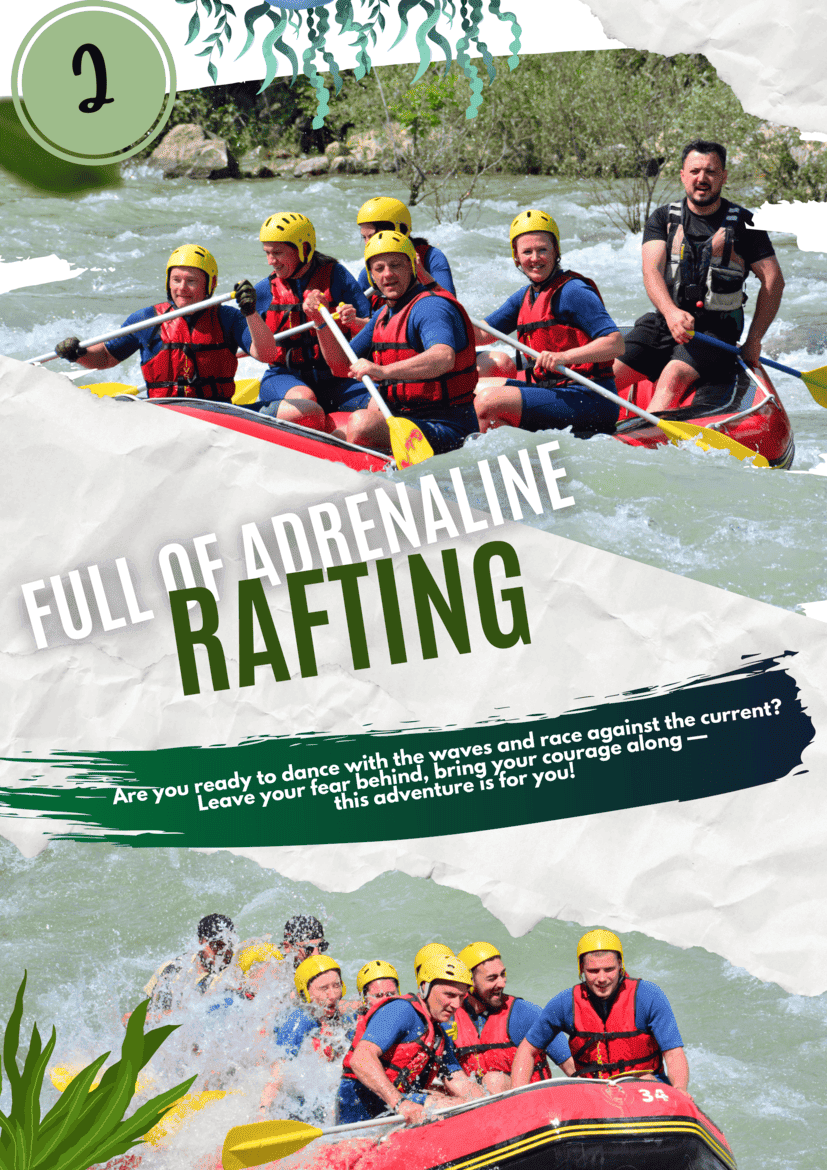 2
FULL OF ADRENALINE
RAFTING
Are you ready to dance with the waves and race against the current?
Leave your fear behind, bring your courage along —
this adventure is for you!
34